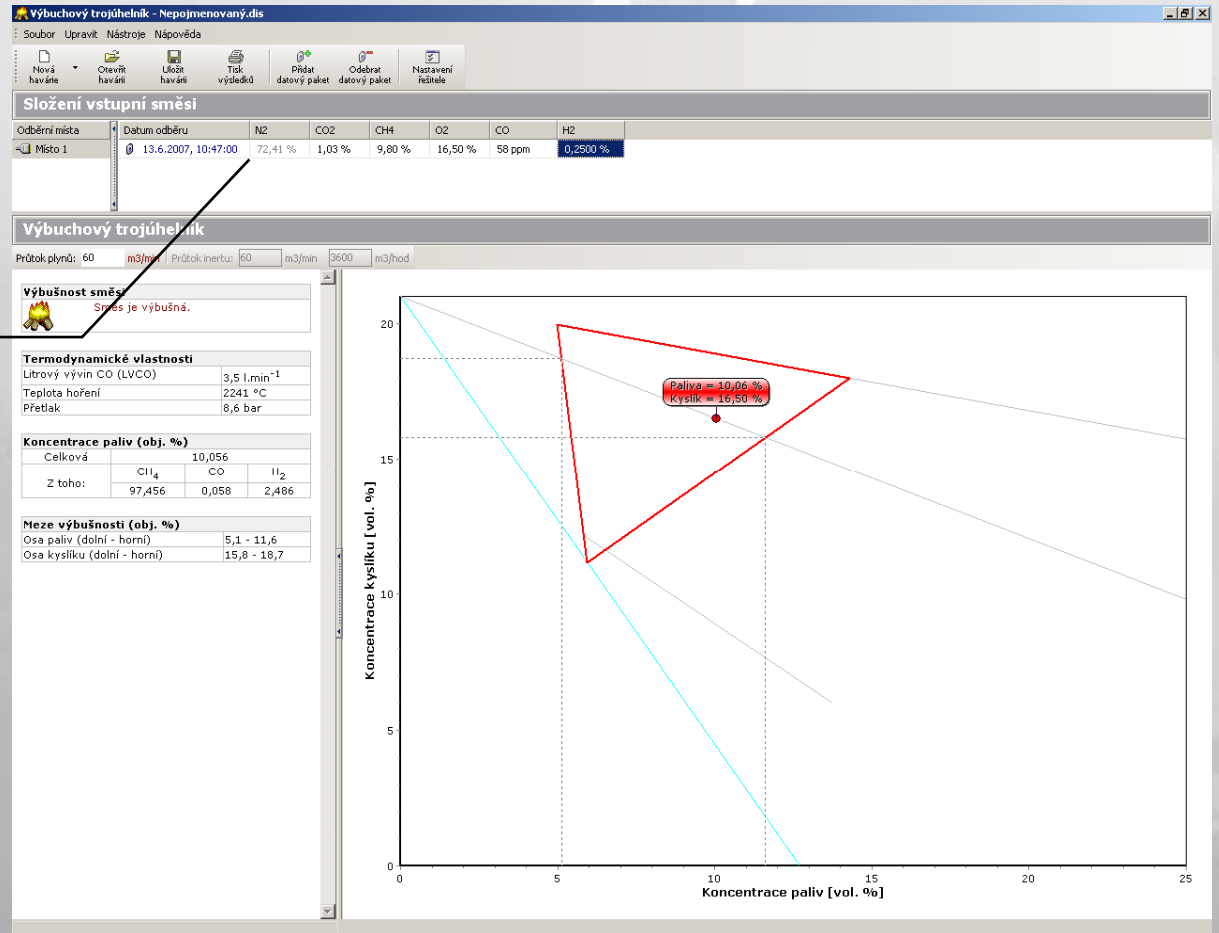 Výbuchový trojúhelník - Nepojmenovaný.dis
Soubor Upravit Nástroje Nápověda
Nová havárie Otevřít havárii Uložit havárii Tisk výsledků Přidat datový paket Odebrat datový paket Nastavení řešitele
Složení vstupní směsi
Odběrní místa Datum odběru N2 CO2 CH4 O2 CO H2
Místo 1 13.6.2007, 10:47:00 72,41 % 1,03 % 9,80 % 16,50 % 58 ppm 0,2500 %
Výbuchový trojúhelník
Průtok plynů: 60 m3/min Průtok inertu: 60 m3/min 3600 m3/hod
Výbušnost směsi
Směs je výbušná.
Termodynamické vlastnosti
Litrový vývin CO (LVCO) 3,5 l.min-1
Teplota hoření 2241 °C
Přetlak 8,6 bar
Koncentrace paliv (obj. %)
Celková 10,056
Z toho: CH4 CO H2
97,456 0,058 2,486
Meze výbušnosti (obj. %)
Osa paliv (dolní - horní) 5,1 - 11,6
Osa kyslíku (dolní - horní) 15,8 - 18,7
Koncentrace kyslíku [vol. %]
20
15
10
5
0
Paliva = 10,06 %
Kyslík = 16,50 %
0 5 10 15 20 25
Koncentrace paliv [vol. %]